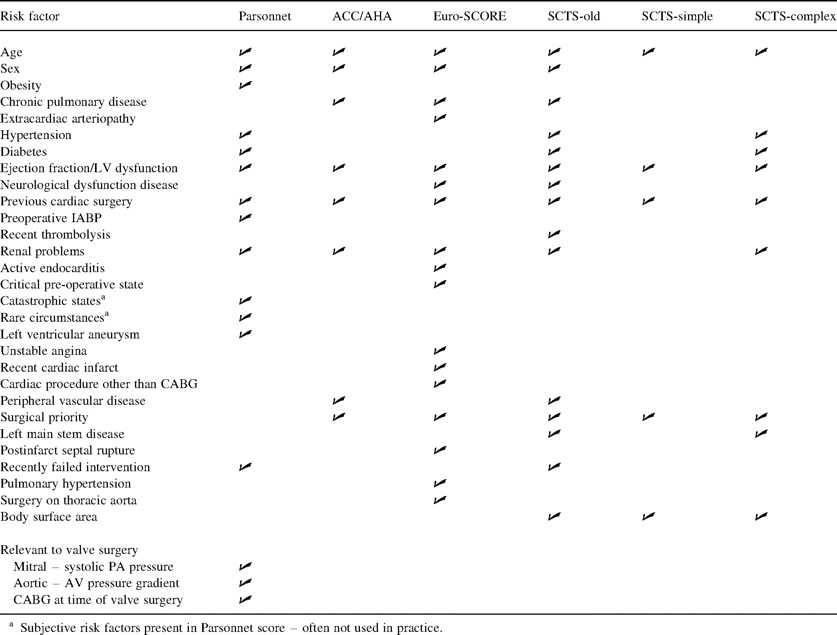 Risk factor Parsonnet ACC/AHA Euro-SCORE SCTS-old SCTS-simple SCTS-complex
Age ✓ ✓ ✓ ✓ ✓ ✓
Sex ✓ ✓ ✓ ✓
Obesity ✓
Chronic pulmonary disease ✓ ✓ ✓
Extracardiac arteriopathy ✓
Hypertension ✓ ✓ ✓
Diabetes ✓ ✓ ✓
Ejection fraction/LV dysfunction ✓ ✓ ✓ ✓ ✓ ✓
Neurological dysfunction disease ✓ ✓
Previous cardiac surgery ✓ ✓ ✓ ✓ ✓ ✓
Preoperative IABP ✓
Recent thrombolysis ✓
Renal problems ✓ ✓ ✓ ✓ ✓
Active endocarditis ✓
Critical pre-operative state ✓
Catastrophic statesᵃ ✓
Rare circumstancesᵃ ✓
Left ventricular aneurysm ✓
Unstable angina ✓
Recent cardiac infarct ✓
Cardiac procedure other than CABG ✓
Peripheral vascular disease ✓ ✓
Surgical priority ✓ ✓ ✓ ✓ ✓
Left main stem disease ✓ ✓
Postinfarct septal rupture ✓
Recently failed intervention ✓ ✓
Pulmonary hypertension ✓
Surgery on thoracic aorta ✓
Body surface area ✓ ✓ ✓
Relevant to valve surgery
Mitral – systolic PA pressure ✓
Aortic – AV pressure gradient ✓
CABG at time of valve surgery ✓
ᵃ Subjective risk factors present in Parsonnet score – often not used in practice.